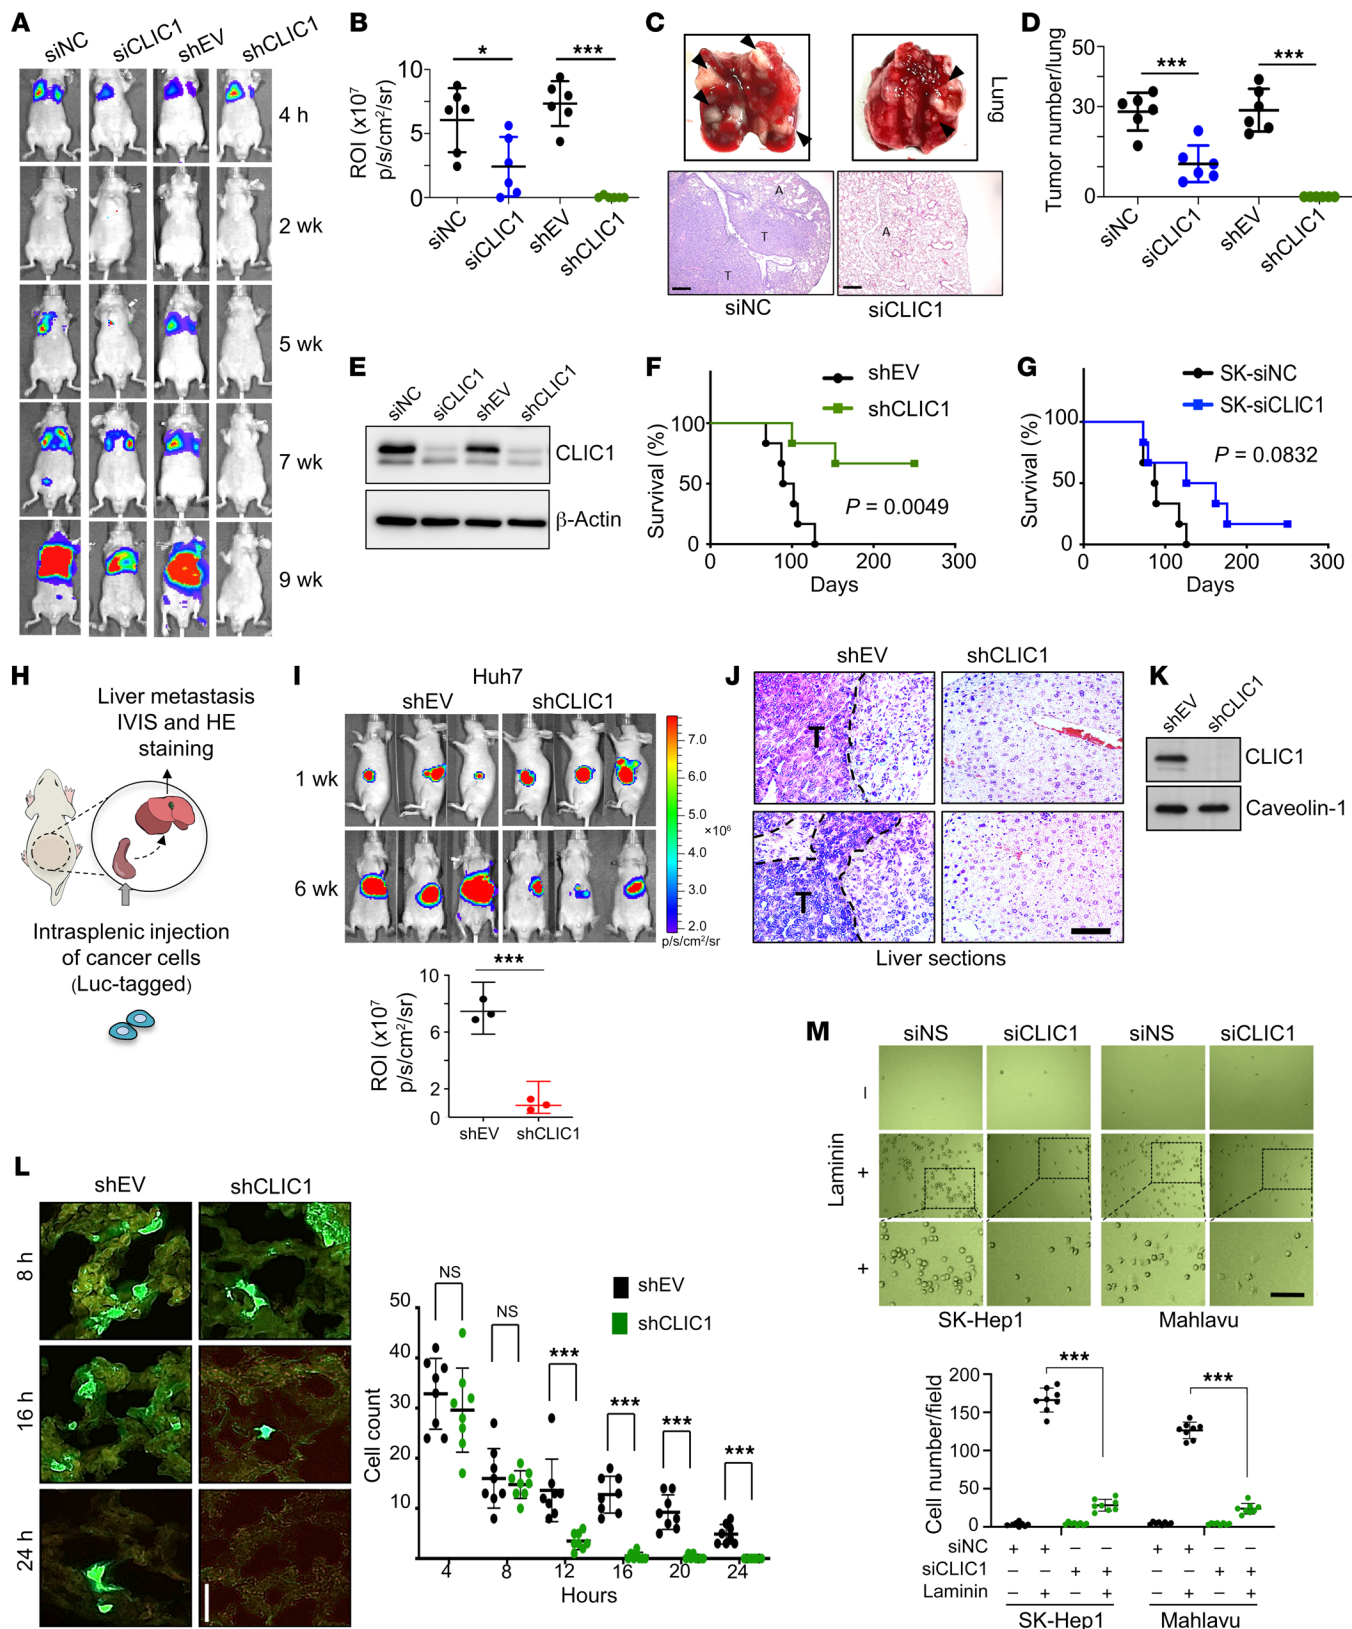 A
siNC
siCLIC1
shEV
shCLIC1
4 h
2 wk
5 wk
7 wk
9 wk
B
*
***
ROI (x10⁷
p/s/cm²/sr)
10
5
0
siNC
siCLIC1
shEV
shCLIC1
C
Lung
A
T
T
A
siNC
siCLIC1
D
***
***
Tumor number/lung
50
30
10
0
siNC
siCLIC1
shEV
shCLIC1
E
siNC
siCLIC1
shEV
shCLIC1
CLIC1
β-Actin
F
shEV
shCLIC1
Survival (%)
100
50
0
P = 0.0049
0
100
200
300
Days
G
SK-siNC
SK-siCLIC1
Survival (%)
100
50
0
P = 0.0832
0
100
200
300
Days
H
Liver metastasis
IVIS and HE
staining
Intrasplenic injection
of cancer cells
(Luc-tagged)
I
Huh7
shEV
shCLIC1
1 wk
6 wk
7.0
6.0
5.0
×10⁶
4.0
3.0
2.0
p/s/cm²/sr
***
ROI (x10⁷
p/s/cm²/sr)
10
6
2
0
shEV
shCLIC1
J
shEV
shCLIC1
T
T
Liver sections
K
shEV
shCLIC1
CLIC1
Caveolin-1
L
shEV
shCLIC1
8 h
16 h
24 h
shEV
shCLIC1
NS
NS
***
***
***
***
Cell count
50
40
30
20
10
4
8
12
16
20
24
Hours
M
siNS
siCLIC1
siNS
siCLIC1
Laminin
–
+
+
SK-Hep1
Mahlavu
***
***
Cell number/field
200
150
100
50
0
siNC + + – – + + – –
siCLIC1 – – + + – – + +
Laminin – + – + – + – +
SK-Hep1
Mahlavu